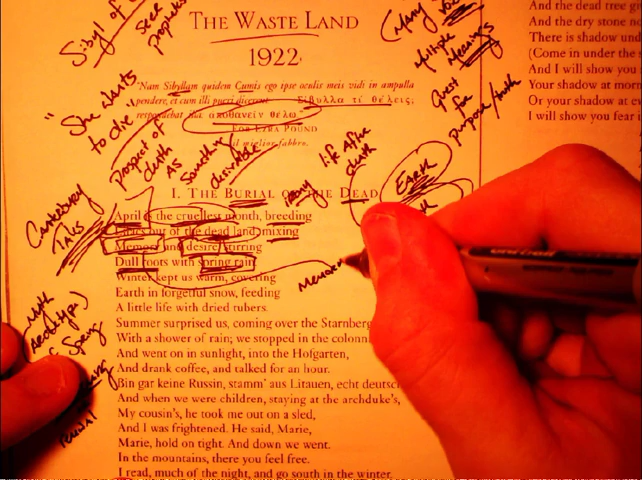 THE WASTE LAND
1922
'Nam Sibyllam quidem Cumis ego ipse oculis meis vidi in ampulla
pendere, et cum illi pueri dicerent: Σίβυλλα τί θέλεις;
respondebat illa: ἀποθανεῖν θέλω.'
FOR EZRA POUND
il miglior fabbro.
Sibyl of
seer
prophetess
"She wants
to die"
Prospect of
death
AS
something
desirable
irony
life After
death
(Many
Multiple
Meanings
Quest
for
purpose/truth
Earth
Canterbury
Tales
I. THE BURIAL OF THE DEAD
April is the cruellest month, breeding
Lilacs out of the dead land, mixing
Memory and desire, stirring
Dull roots with spring rain.
Winter kept us warm, covering
Earth in forgetful snow, feeding
A little life with dried tubers.
Summer surprised us, coming over the Starnberg
With a shower of rain; we stopped in the colonn
And went on in sunlight, into the Hofgarten,
And drank coffee, and talked for an hour.
Bin gar keine Russin, stamm' aus Litauen, echt deutsch
And when we were children, staying at the archduke's,
My cousin's, he took me out on a sled,
And I was frightened. He said, Marie,
Marie, hold on tight. And down we went.
In the mountains, there you feel free.
I read, much of the night, and go south in the winter.
Spring
renewal
And the dead tree g
And the dry stone n
There is shadow und
(Come in under the
And I will show you
Your shadow at morn
Or your shadow at ev
I will show you fear i